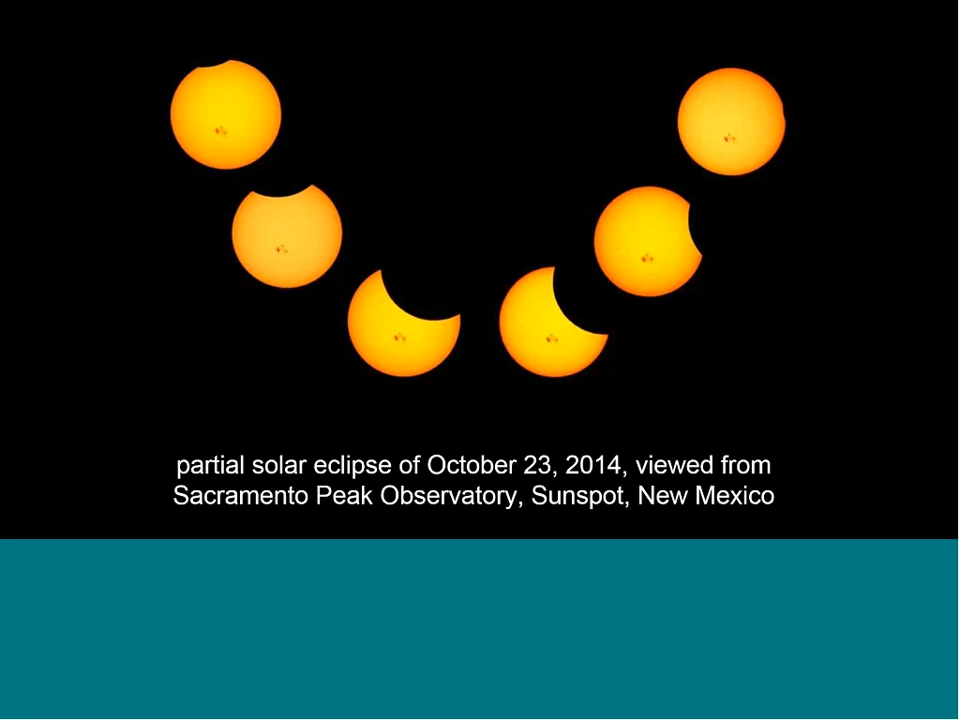 partial solar eclipse of October 23, 2014, viewed from
Sacramento Peak Observatory, Sunspot, New Mexico